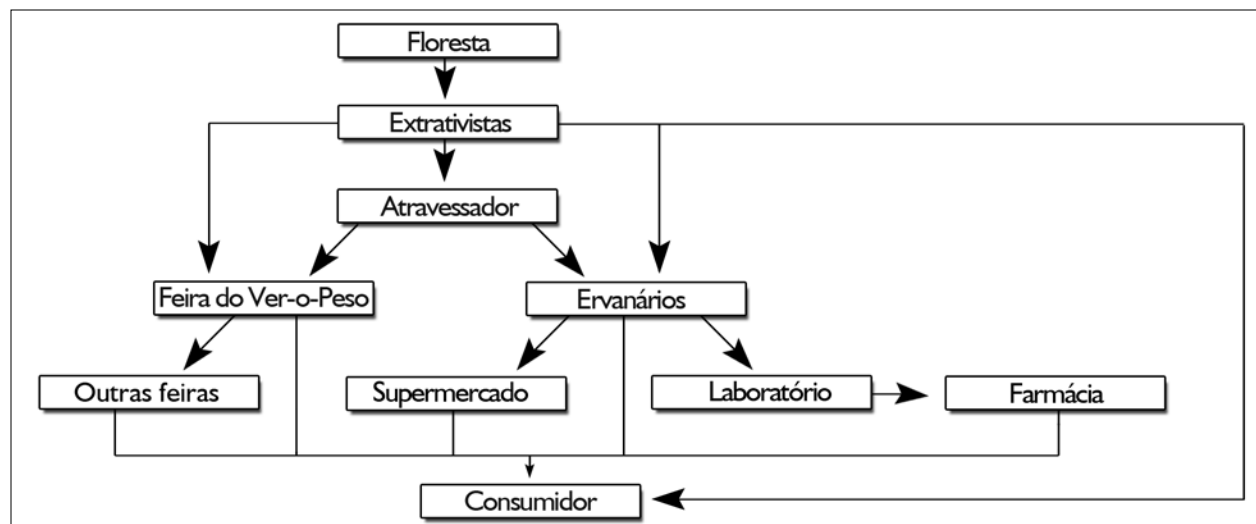 Floresta
Extrativistas
Atravessador
Feira do Ver-o-Peso
Ervanários
Outras feiras
Supermercado
Laboratório
Farmácia
Consumidor